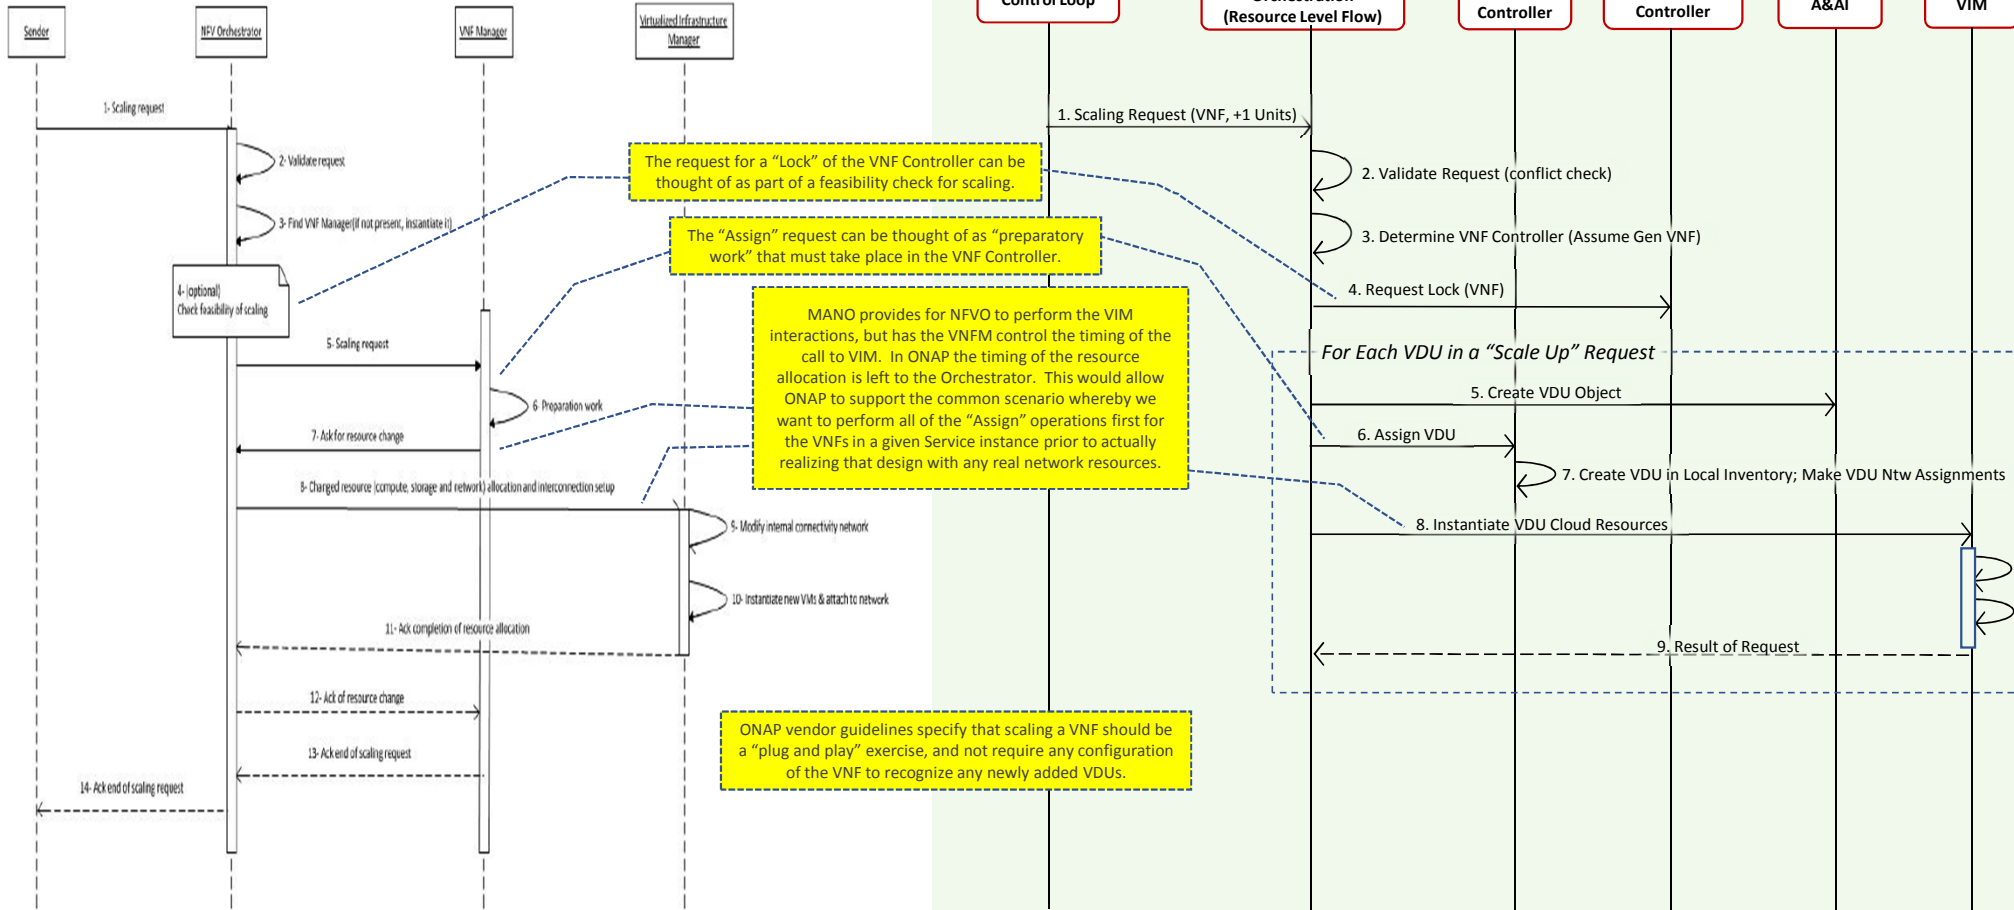 Sender
NFV Orchestrator
VNF Manager
Virtualized Infrastructure
Manager
1- Scaling request
2- Validate request
3- Find VNF Manager(if not present, instantiate it)
4- (optional)
Check feasibility of scaling
5- Scaling request
6- Preparation work
7- Ask for resource change
8- Changed resource (compute, storage and network) allocation and interconnection setup
9- Modify internal connectivity network
10- Instantiate new VMs & attach to network
11- Ack completion of resource allocation
12- Ack of resource change
13- Ack end of scaling request
14- Ack end of scaling request
The request for a “Lock” of the VNF Controller can be
thought of as part of a feasibility check for scaling.
The “Assign” request can be thought of as “preparatory
work” that must take place in the VNF Controller.
MANO provides for NFVO to perform the VIM
interactions, but has the VNFM control the timing of the
call to VIM. In ONAP the timing of the resource
allocation is left to the Orchestrator. This would allow
ONAP to support the common scenario whereby we
want to perform all of the “Assign” operations first for
the VNFs in a given Service instance prior to actually
realizing that design with any real network resources.
ONAP vendor guidelines specify that scaling a VNF should be
a “plug and play” exercise, and not require any configuration
of the VNF to recognize any newly added VDUs.
Control Loop
Orchestration
(Resource Level Flow)
Controller
Controller
A&AI
VIM
1. Scaling Request (VNF, +1 Units)
2. Validate Request (conflict check)
3. Determine VNF Controller (Assume Gen VNF)
4. Request Lock (VNF)
For Each VDU in a “Scale Up” Request
5. Create VDU Object
6. Assign VDU
7. Create VDU in Local Inventory; Make VDU Ntw Assignments
8. Instantiate VDU Cloud Resources
9. Result of Request